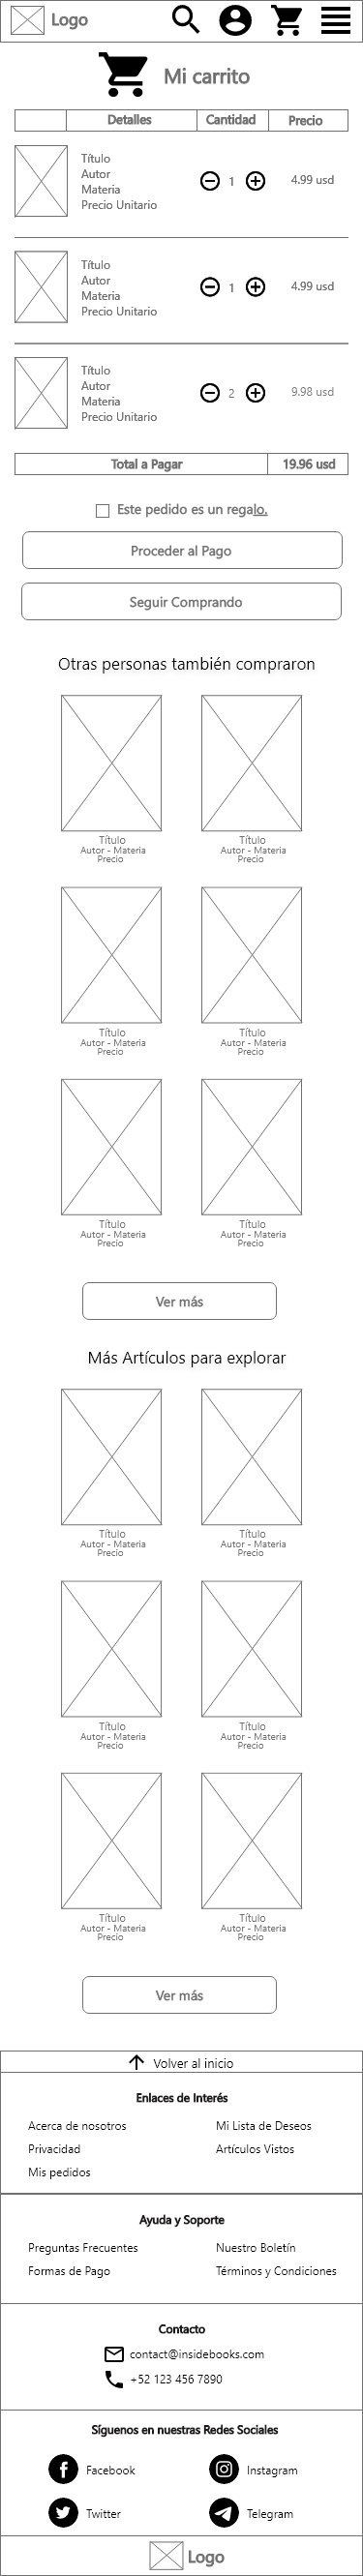 Logo
Mi carrito
Detalles Cantidad Precio
Título
Autor
Materia
Precio Unitario
1
4.99 usd
Título
Autor
Materia
Precio Unitario
1
4.99 usd
Título
Autor
Materia
Precio Unitario
2
9.98 usd
Total a Pagar 19.96 usd
Este pedido es un regalo.
Proceder al Pago
Seguir Comprando
Otras personas también compraron
Título
Autor - Materia
Precio
Título
Autor - Materia
Precio
Título
Autor - Materia
Precio
Título
Autor - Materia
Precio
Título
Autor - Materia
Precio
Título
Autor - Materia
Precio
Ver más
Más Artículos para explorar
Título
Autor - Materia
Precio
Título
Autor - Materia
Precio
Título
Autor - Materia
Precio
Título
Autor - Materia
Precio
Título
Autor - Materia
Precio
Título
Autor - Materia
Precio
Ver más
Volver al inicio
Enlaces de Interés
Acerca de nosotros Mi Lista de Deseos
Privacidad Artículos Vistos
Mis pedidos
Ayuda y Soporte
Preguntas Frecuentes Nuestro Boletín
Formas de Pago Términos y Condiciones
Contacto
contact@insidebooks.com
+52 123 456 7890
Síguenos en nuestras Redes Sociales
Facebook Instagram
Twitter Telegram
Logo